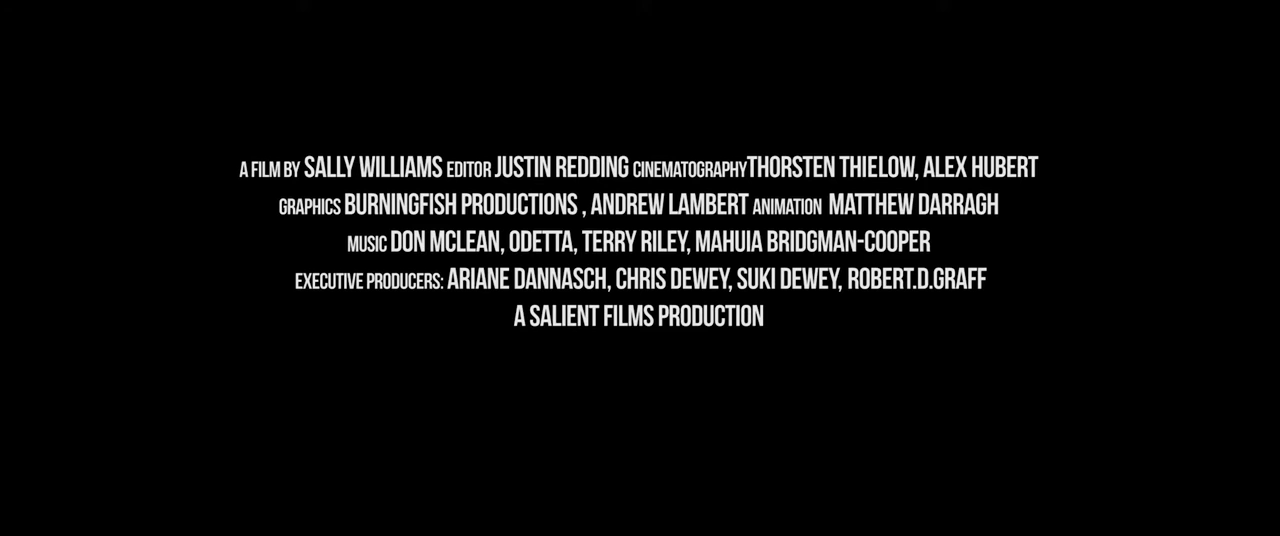 A FILM BY SALLY WILLIAMS EDITOR JUSTIN REDDING CINEMATOGRAPHYTHORSTEN THIELOW, ALEX HUBERT
GRAPHICS BURNINGFISH PRODUCTIONS , ANDREW LAMBERT ANIMATION MATTHEW DARRAGH
MUSIC DON MCLEAN, ODETTA, TERRY RILEY, MAHUIA BRIDGMAN-COOPER
EXECUTIVE PRODUCERS: ARIANE DANNASCH, CHRIS DEWEY, SUKI DEWEY, ROBERT.D.GRAFF
A SALIENT FILMS PRODUCTION